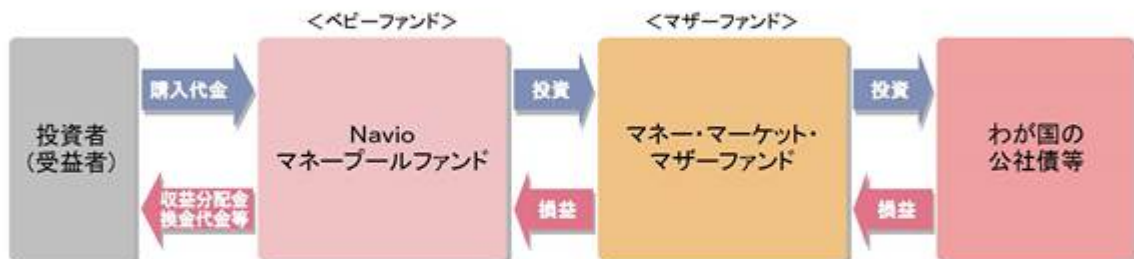 <ベビーファンド>
<マザーファンド>
購入代金
投資
投資
投資者
(受益者)
Navio
マネープールファンド
マネー・マーケット・
マザーファンド
わが国の
公社債等
収益分配金
換金代金等
損益
損益